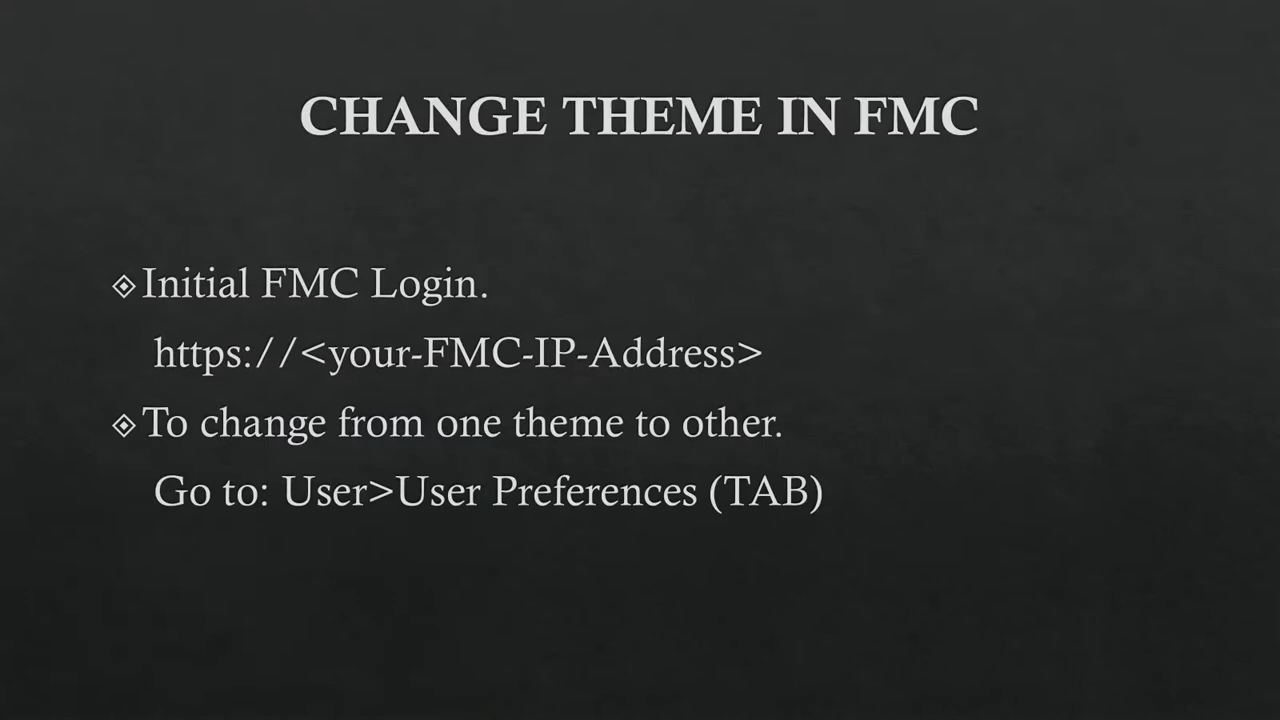 CHANGE THEME IN FMC
Initial FMC Login.
https://<your-FMC-IP-Address>
To change from one theme to other.
Go to: User>User Preferences (TAB)